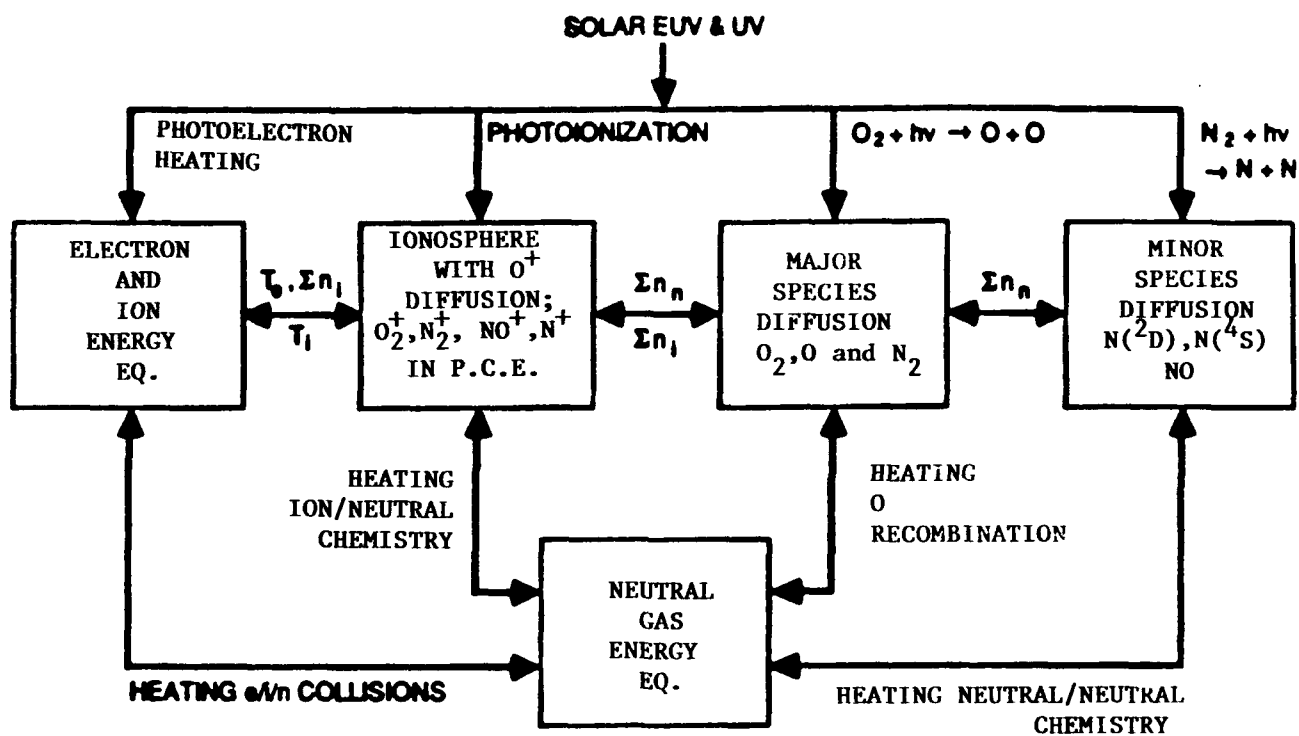 SOLAR EUV & UV
PHOTOELECTRON
HEATING
PHOTOIONIZATION
O₂ + hν → O + O
N₂ + hν
→ N + N
ELECTRON
AND
ION
ENERGY
EQ.
Tₑ, Σnᵢ
Tᵢ
IONOSPHERE
WITH O⁺
DIFFUSION;
O₂⁺,N₂⁺, NO⁺,N⁺
IN P.C.E.
Σnₙ
Σnᵢ
MAJOR
SPECIES
DIFFUSION
O₂,O and N₂
Σnₙ
MINOR
SPECIES
DIFFUSION
N(²D),N(⁴S)
NO
HEATING
ION/NEUTRAL
CHEMISTRY
HEATING
O
RECOMBINATION
NEUTRAL
GAS
ENERGY
EQ.
HEATING e/i/n COLLISIONS
HEATING NEUTRAL/NEUTRAL
CHEMISTRY